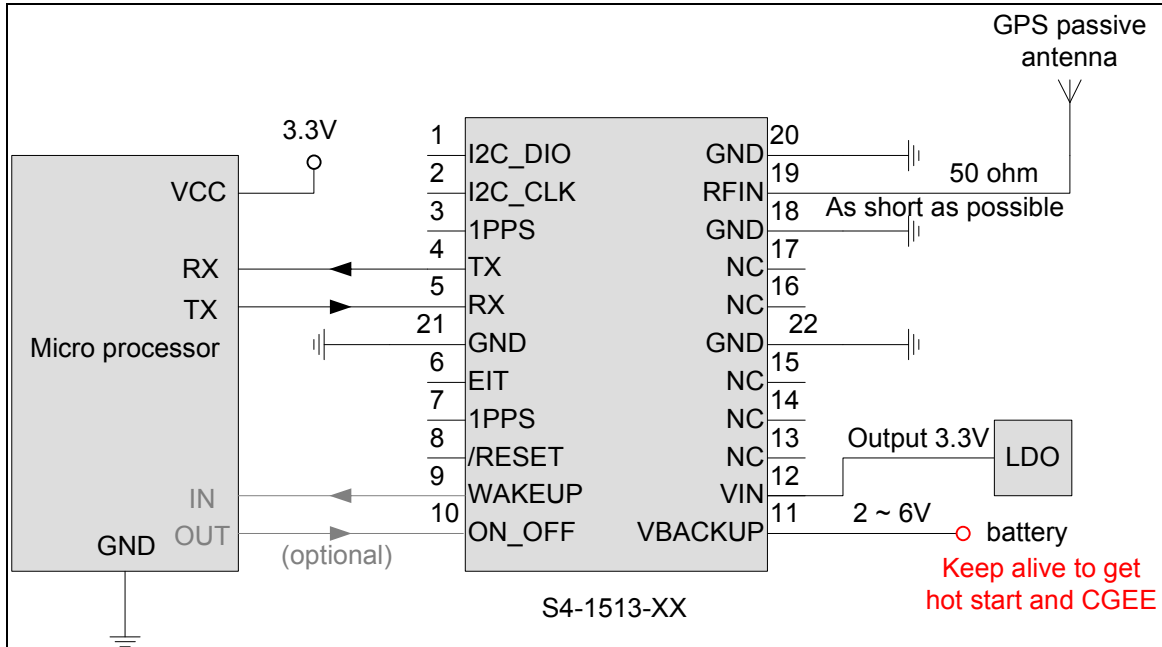 GPS passive
antenna
3.3V
VCC
RX
TX
Micro processor
IN
OUT
GND
(optional)
1
I2C_DIO
2
I2C_CLK
3
1PPS
4
TX
5
RX
21
GND
6
EIT
7
1PPS
8
/RESET
9
WAKEUP
10
ON_OFF
20
GND
19
RFIN
50 ohm
As short as possible
18
GND
17
NC
16
NC
22
GND
15
NC
14
NC
13
NC
Output 3.3V
LDO
12
VIN
11
VBACKUP
2 ~ 6V
battery
Keep alive to get
hot start and CGEE
S4-1513-XX